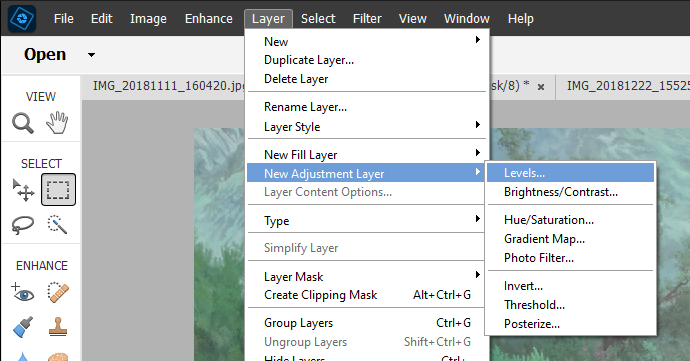 File Edit Image Enhance Layer Select Filter View Window Help
Open
IMG_20181111_160420.jp
sk/8) * ×
IMG_20181222_1552
VIEW
SELECT
ENHANCE
New
Duplicate Layer...
Delete Layer
Rename Layer...
Layer Style
New Fill Layer
New Adjustment Layer
Layer Content Options...
Type
Simplify Layer
Layer Mask
Create Clipping Mask Alt+Ctrl+G
Group Layers Ctrl+G
Ungroup Layers Shift+Ctrl+G
Hide Layers Ctrl+,
Levels...
Brightness/Contrast...
Hue/Saturation...
Gradient Map...
Photo Filter...
Invert...
Threshold...
Posterize...